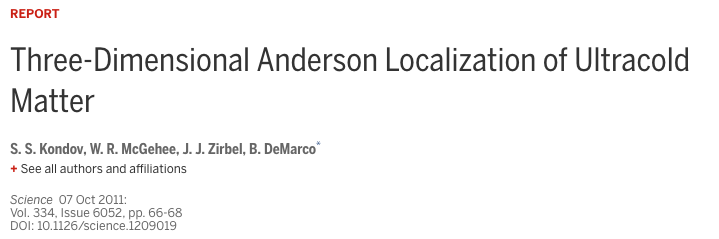 REPORT
Three-Dimensional Anderson Localization of Ultracold
Matter
S. S. Kondov, W. R. McGehee, J. J. Zirbel, B. DeMarco*
+ See all authors and affiliations
Science 07 Oct 2011:
Vol. 334, Issue 6052, pp. 66-68
DOI: 10.1126/science.1209019